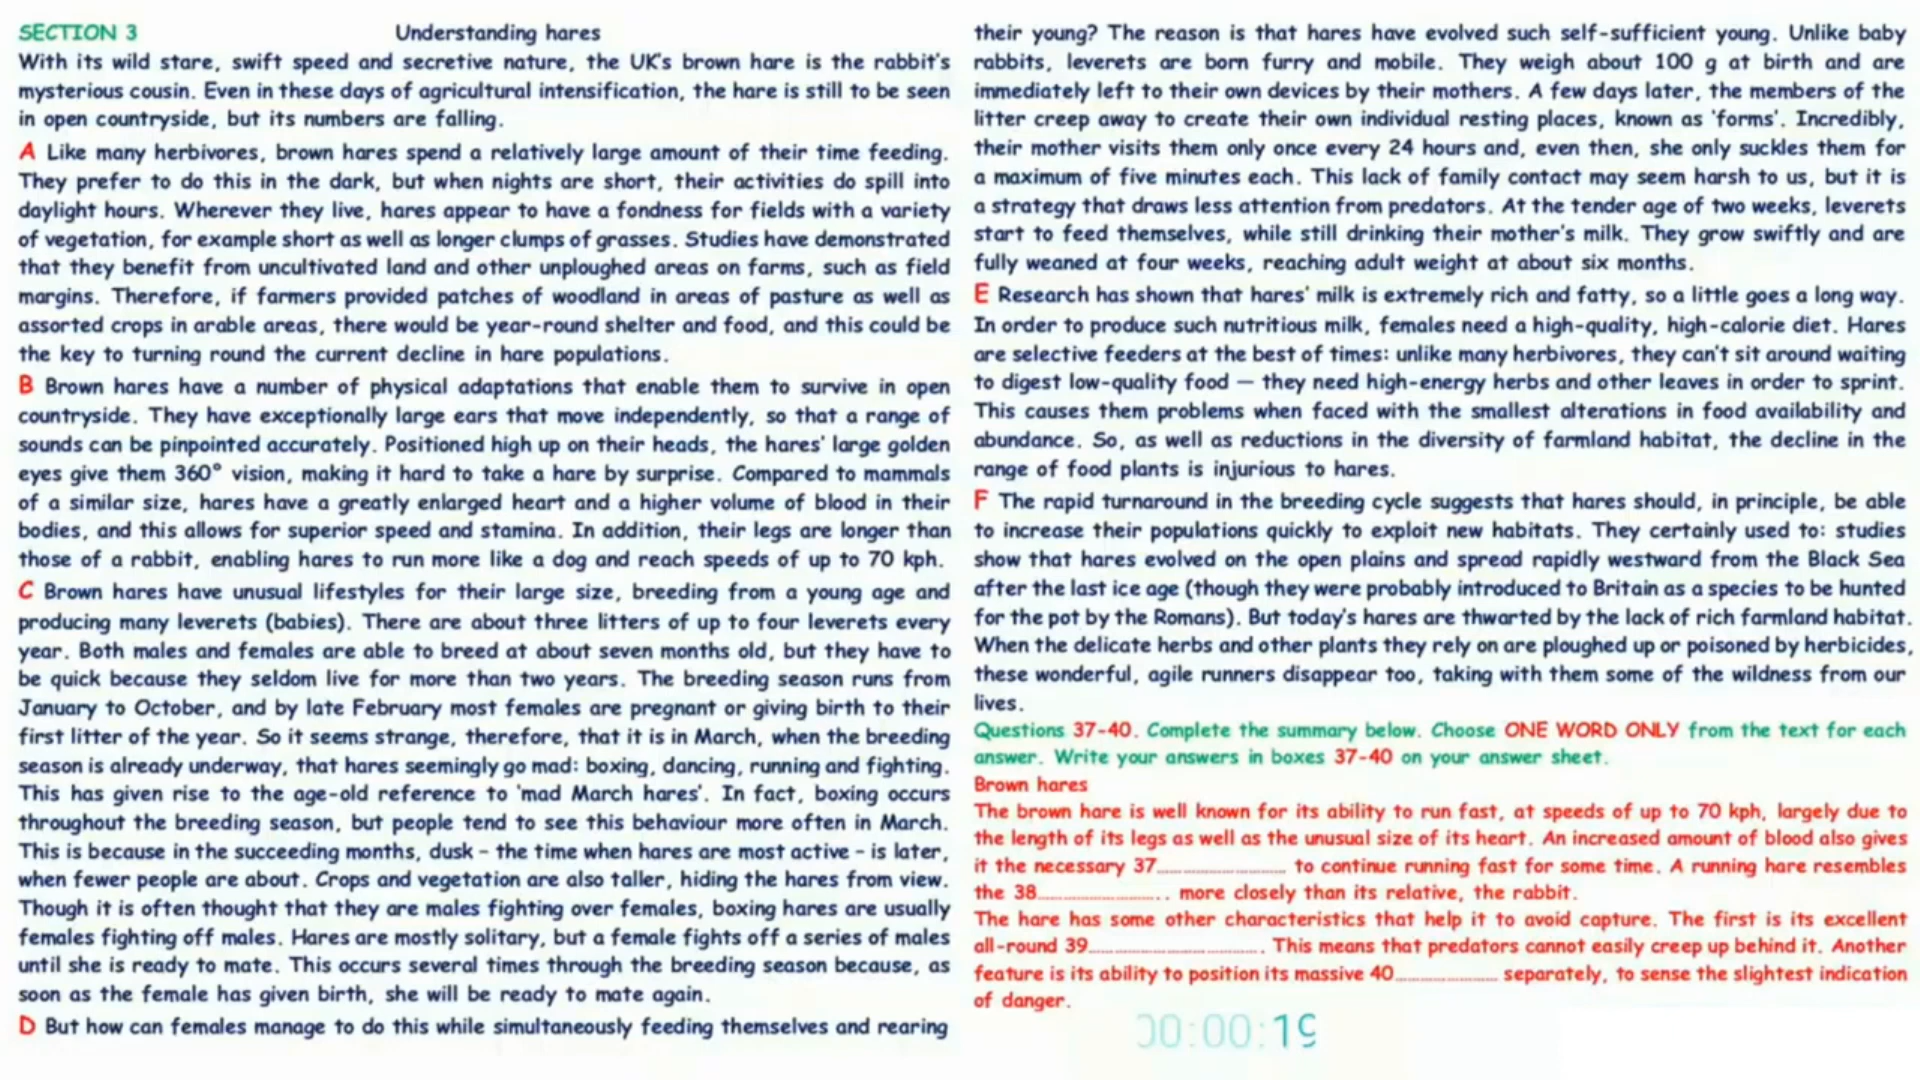 SECTION 3 Understanding hares
With its wild stare, swift speed and secretive nature, the UK's brown hare is the rabbit's
mysterious cousin. Even in these days of agricultural intensification, the hare is still to be seen
in open countryside, but its numbers are falling.
A Like many herbivores, brown hares spend a relatively large amount of their time feeding.
They prefer to do this in the dark, but when nights are short, their activities do spill into
daylight hours. Wherever they live, hares appear to have a fondness for fields with a variety
of vegetation, for example short as well as longer clumps of grasses. Studies have demonstrated
that they benefit from uncultivated land and other unploughed areas on farms, such as field
margins. Therefore, if farmers provided patches of woodland in areas of pasture as well as
assorted crops in arable areas, there would be year-round shelter and food, and this could be
the key to turning round the current decline in hare populations.
B Brown hares have a number of physical adaptations that enable them to survive in open
countryside. They have exceptionally large ears that move independently, so that a range of
sounds can be pinpointed accurately. Positioned high up on their heads, the hares' large golden
eyes give them 360° vision, making it hard to take a hare by surprise. Compared to mammals
of a similar size, hares have a greatly enlarged heart and a higher volume of blood in their
bodies, and this allows for superior speed and stamina. In addition, their legs are longer than
those of a rabbit, enabling hares to run more like a dog and reach speeds of up to 70 kph.
C Brown hares have unusual lifestyles for their large size, breeding from a young age and
producing many leverets (babies). There are about three litters of up to four leverets every
year. Both males and females are able to breed at about seven months old, but they have to
be quick because they seldom live for more than two years. The breeding season runs from
January to October, and by late February most females are pregnant or giving birth to their
first litter of the year. So it seems strange, therefore, that it is in March, when the breeding
season is already underway, that hares seemingly go mad: boxing, dancing, running and fighting.
This has given rise to the age-old reference to 'mad March hares'. In fact, boxing occurs
throughout the breeding season, but people tend to see this behaviour more often in March.
This is because in the succeeding months, dusk – the time when hares are most active – is later,
when fewer people are about. Crops and vegetation are also taller, hiding the hares from view.
Though it is often thought that they are males fighting over females, boxing hares are usually
females fighting off males. Hares are mostly solitary, but a female fights off a series of males
until she is ready to mate. This occurs several times through the breeding season because, as
soon as the female has given birth, she will be ready to mate again.
D But how can females manage to do this while simultaneously feeding themselves and rearing
their young? The reason is that hares have evolved such self-sufficient young. Unlike baby
rabbits, leverets are born furry and mobile. They weigh about 100 g at birth and are
immediately left to their own devices by their mothers. A few days later, the members of the
litter creep away to create their own individual resting places, known as 'forms'. Incredibly,
their mother visits them only once every 24 hours and, even then, she only suckles them for
a maximum of five minutes each. This lack of family contact may seem harsh to us, but it is
a strategy that draws less attention from predators. At the tender age of two weeks, leverets
start to feed themselves, while still drinking their mother's milk. They grow swiftly and are
fully weaned at four weeks, reaching adult weight at about six months.
E Research has shown that hares' milk is extremely rich and fatty, so a little goes a long way.
In order to produce such nutritious milk, females need a high-quality, high-calorie diet. Hares
are selective feeders at the best of times: unlike many herbivores, they can't sit around waiting
to digest low-quality food — they need high-energy herbs and other leaves in order to sprint.
This causes them problems when faced with the smallest alterations in food availability and
abundance. So, as well as reductions in the diversity of farmland habitat, the decline in the
range of food plants is injurious to hares.
F The rapid turnaround in the breeding cycle suggests that hares should, in principle, be able
to increase their populations quickly to exploit new habitats. They certainly used to: studies
show that hares evolved on the open plains and spread rapidly westward from the Black Sea
after the last ice age (though they were probably introduced to Britain as a species to be hunted
for the pot by the Romans). But today's hares are thwarted by the lack of rich farmland habitat.
When the delicate herbs and other plants they rely on are ploughed up or poisoned by herbicides,
these wonderful, agile runners disappear too, taking with them some of the wildness from our
lives.
Questions 37-40. Complete the summary below. Choose ONE WORD ONLY from the text for each
answer. Write your answers in boxes 37-40 on your answer sheet.
Brown hares
The brown hare is well known for its ability to run fast, at speeds of up to 70 kph, largely due to
the length of its legs as well as the unusual size of its heart. An increased amount of blood also gives
it the necessary 37.............................. to continue running fast for some time. A running hare resembles
the 38.............................. more closely than its relative, the rabbit.
The hare has some other characteristics that help it to avoid capture. The first is its excellent
all-round 39.............................. . This means that predators cannot easily creep up behind it. Another
feature is its ability to position its massive 40.............................. separately, to sense the slightest indication
of danger.
00:00:19